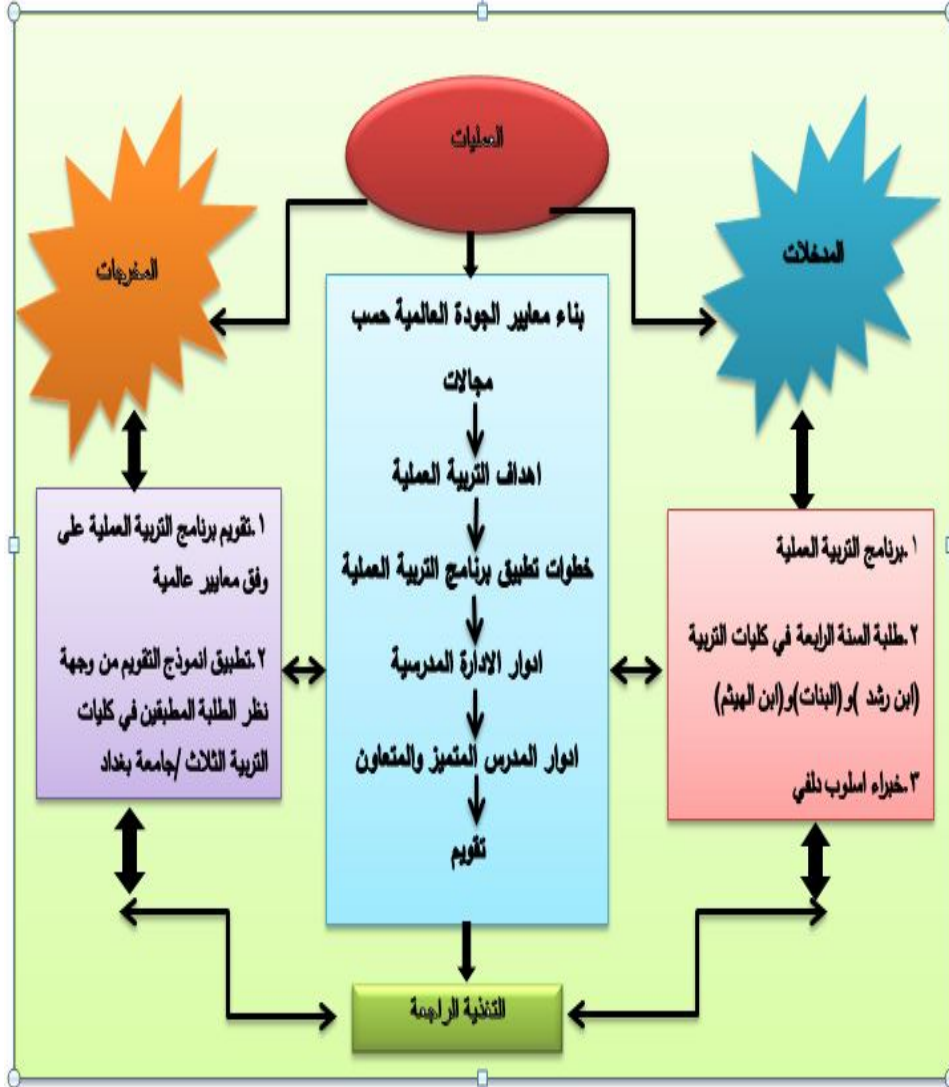 العمليات
المدخلات
المخرجات
بناء معايير الجودة العالمية حسب
مجالات
اهداف التربية العملية
خطوات تطبيق برنامج التربية العملية
ادوار الادارة المدرسية
ادوار المدرس المتميز والمتعاون
تقويم
١.برنامج التربية العملية
٢.طلبة السنة الرابعة في كليات التربية
(ابن رشد )و(البنات)و(ابن الهيثم)
٣.خبراء اسلوب دلفي
١.تقويم برنامج التربية العملية على
وفق معايير عالمية
٢.تطبيق انموذج التقويم من وجهة
نظر الطلبة المطبقين في كليات
التربية الثلاث /جامعة بغداد
التغذية الراجعة